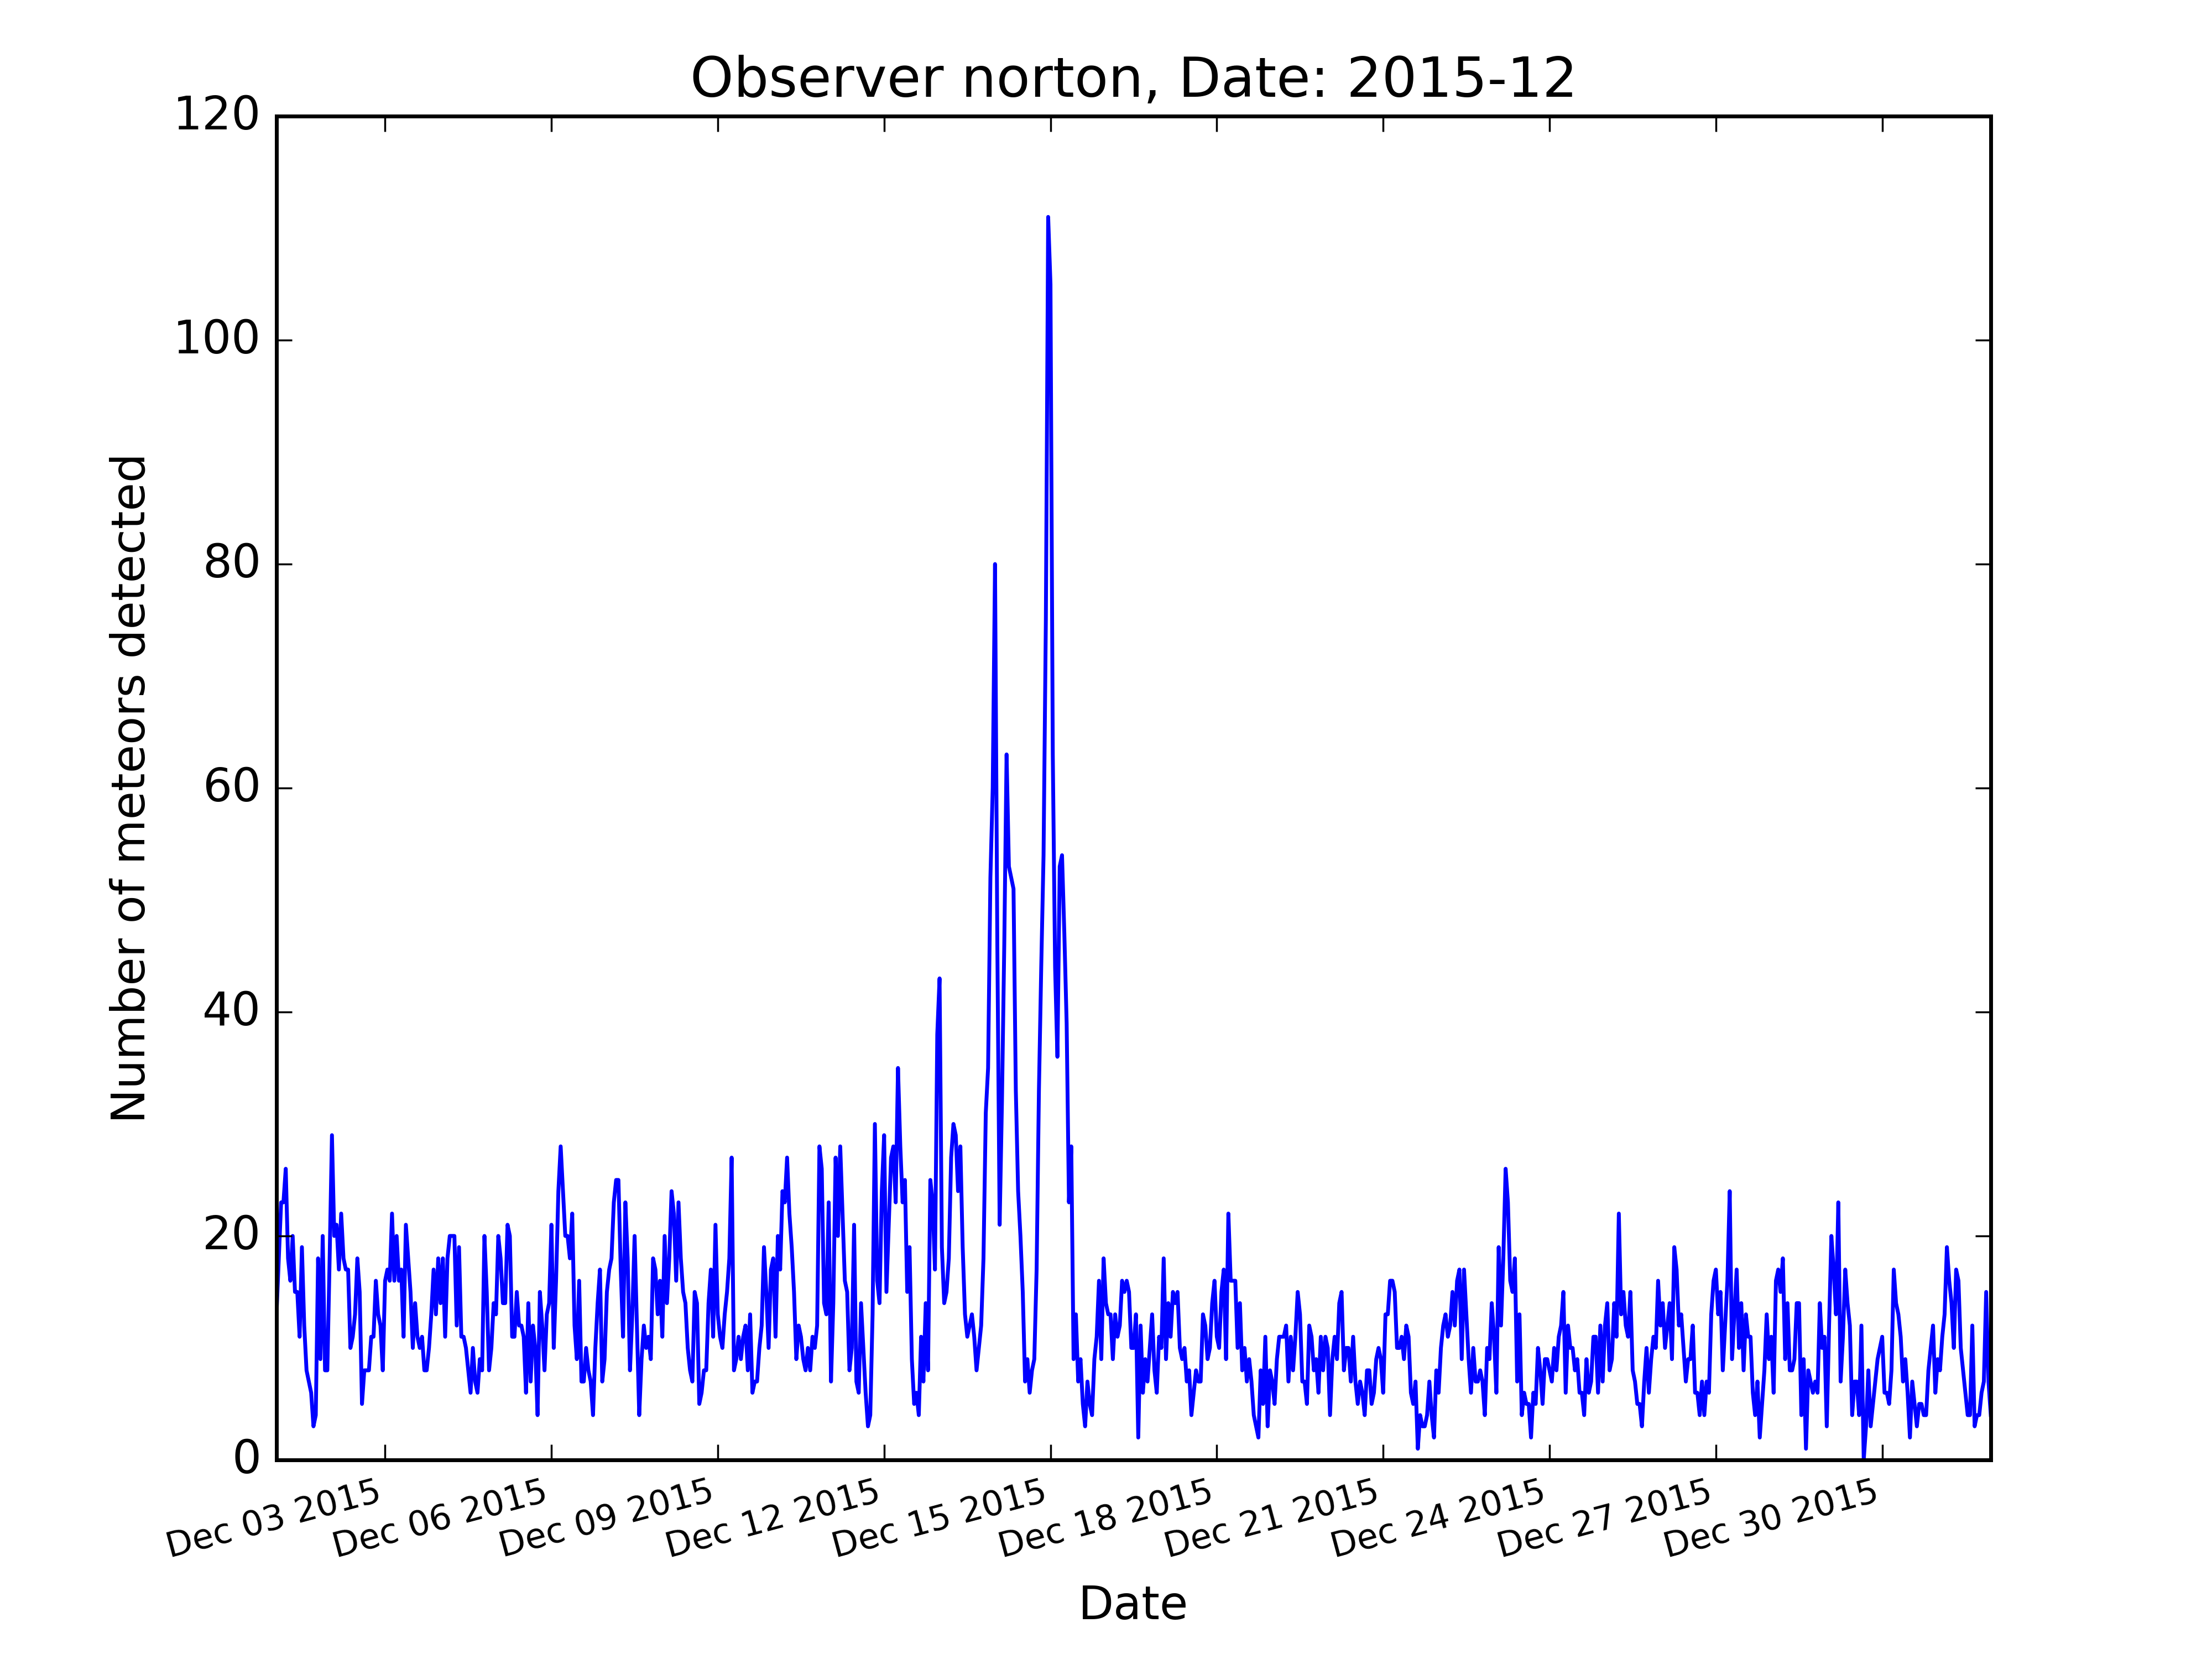 Observer norton, Date: 2015-12
120
100
80
60
40
20
0
Number of meteors detected
Dec 03 2015
Dec 06 2015
Dec 09 2015
Dec 12 2015
Dec 15 2015
Dec 18 2015
Dec 21 2015
Dec 24 2015
Dec 27 2015
Dec 30 2015
Date